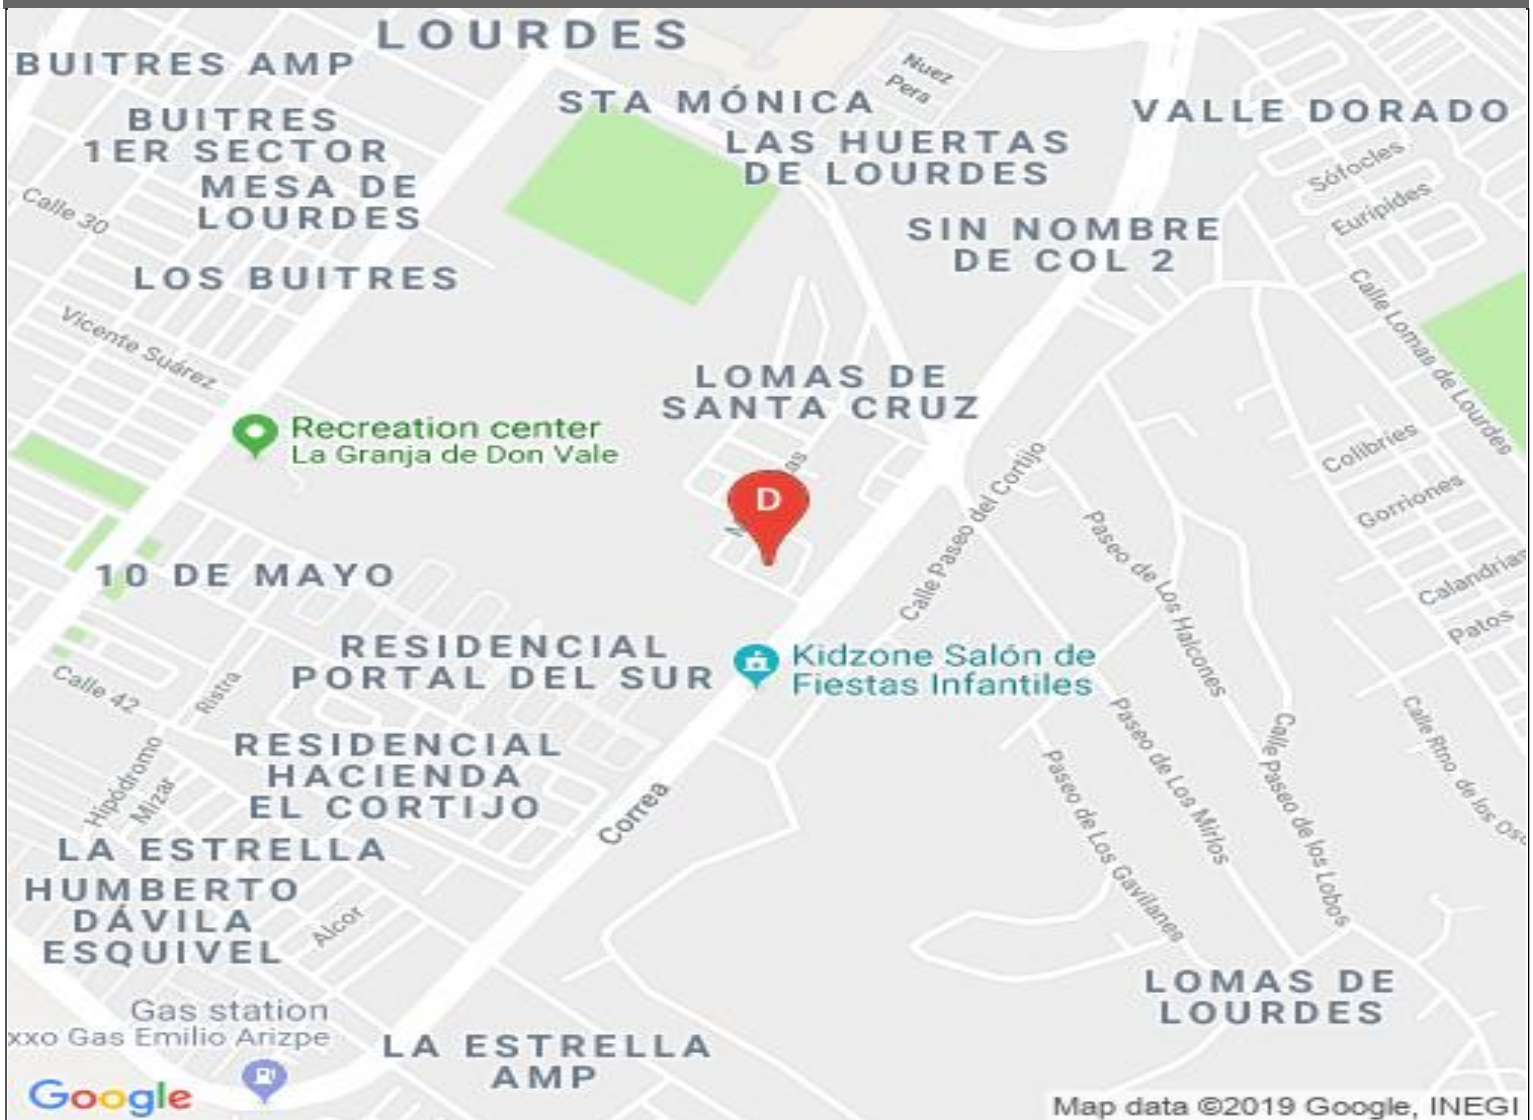 LOURDES
BUITRES AMP
Nuez
Pera
STA MÓNICA
VALLE DORADO
BUITRES
1ER SECTOR
LAS HUERTAS
DE LOURDES
Sófocles
MESA DE
LOURDES
Calle 30
Eurípides
SIN NOMBRE
DE COL 2
LOS BUITRES
Calle Lomas de Lourdes
Vicente Suárez
LOMAS DE
SANTA CRUZ
Recreation center
La Granja de Don Vale
Colibríes
D
Calle Paseo del Cortijo
Gorriones
Paseo de Los Halcones
10 DE MAYO
Calandrias
Patos
RESIDENCIAL
PORTAL DEL SUR
Kidzone Salón de
Fiestas Infantiles
Calle 42
Ristra
Paseo de Los Mirlos
Calle Rtno. de los Oso
Calle Paseo de los Lobos
RESIDENCIAL
HACIENDA
EL CORTIJO
Hipódromo
Mizar
Paseo de Los Gavilanes
Correa
LA ESTRELLA
HUMBERTO
DÁVILA
ESQUIVEL
Alcor
LOMAS DE
LOURDES
Gas station
xxo Gas Emilio Arizpe
LA ESTRELLA
AMP
Google
Map data ©2019 Google, INEGI